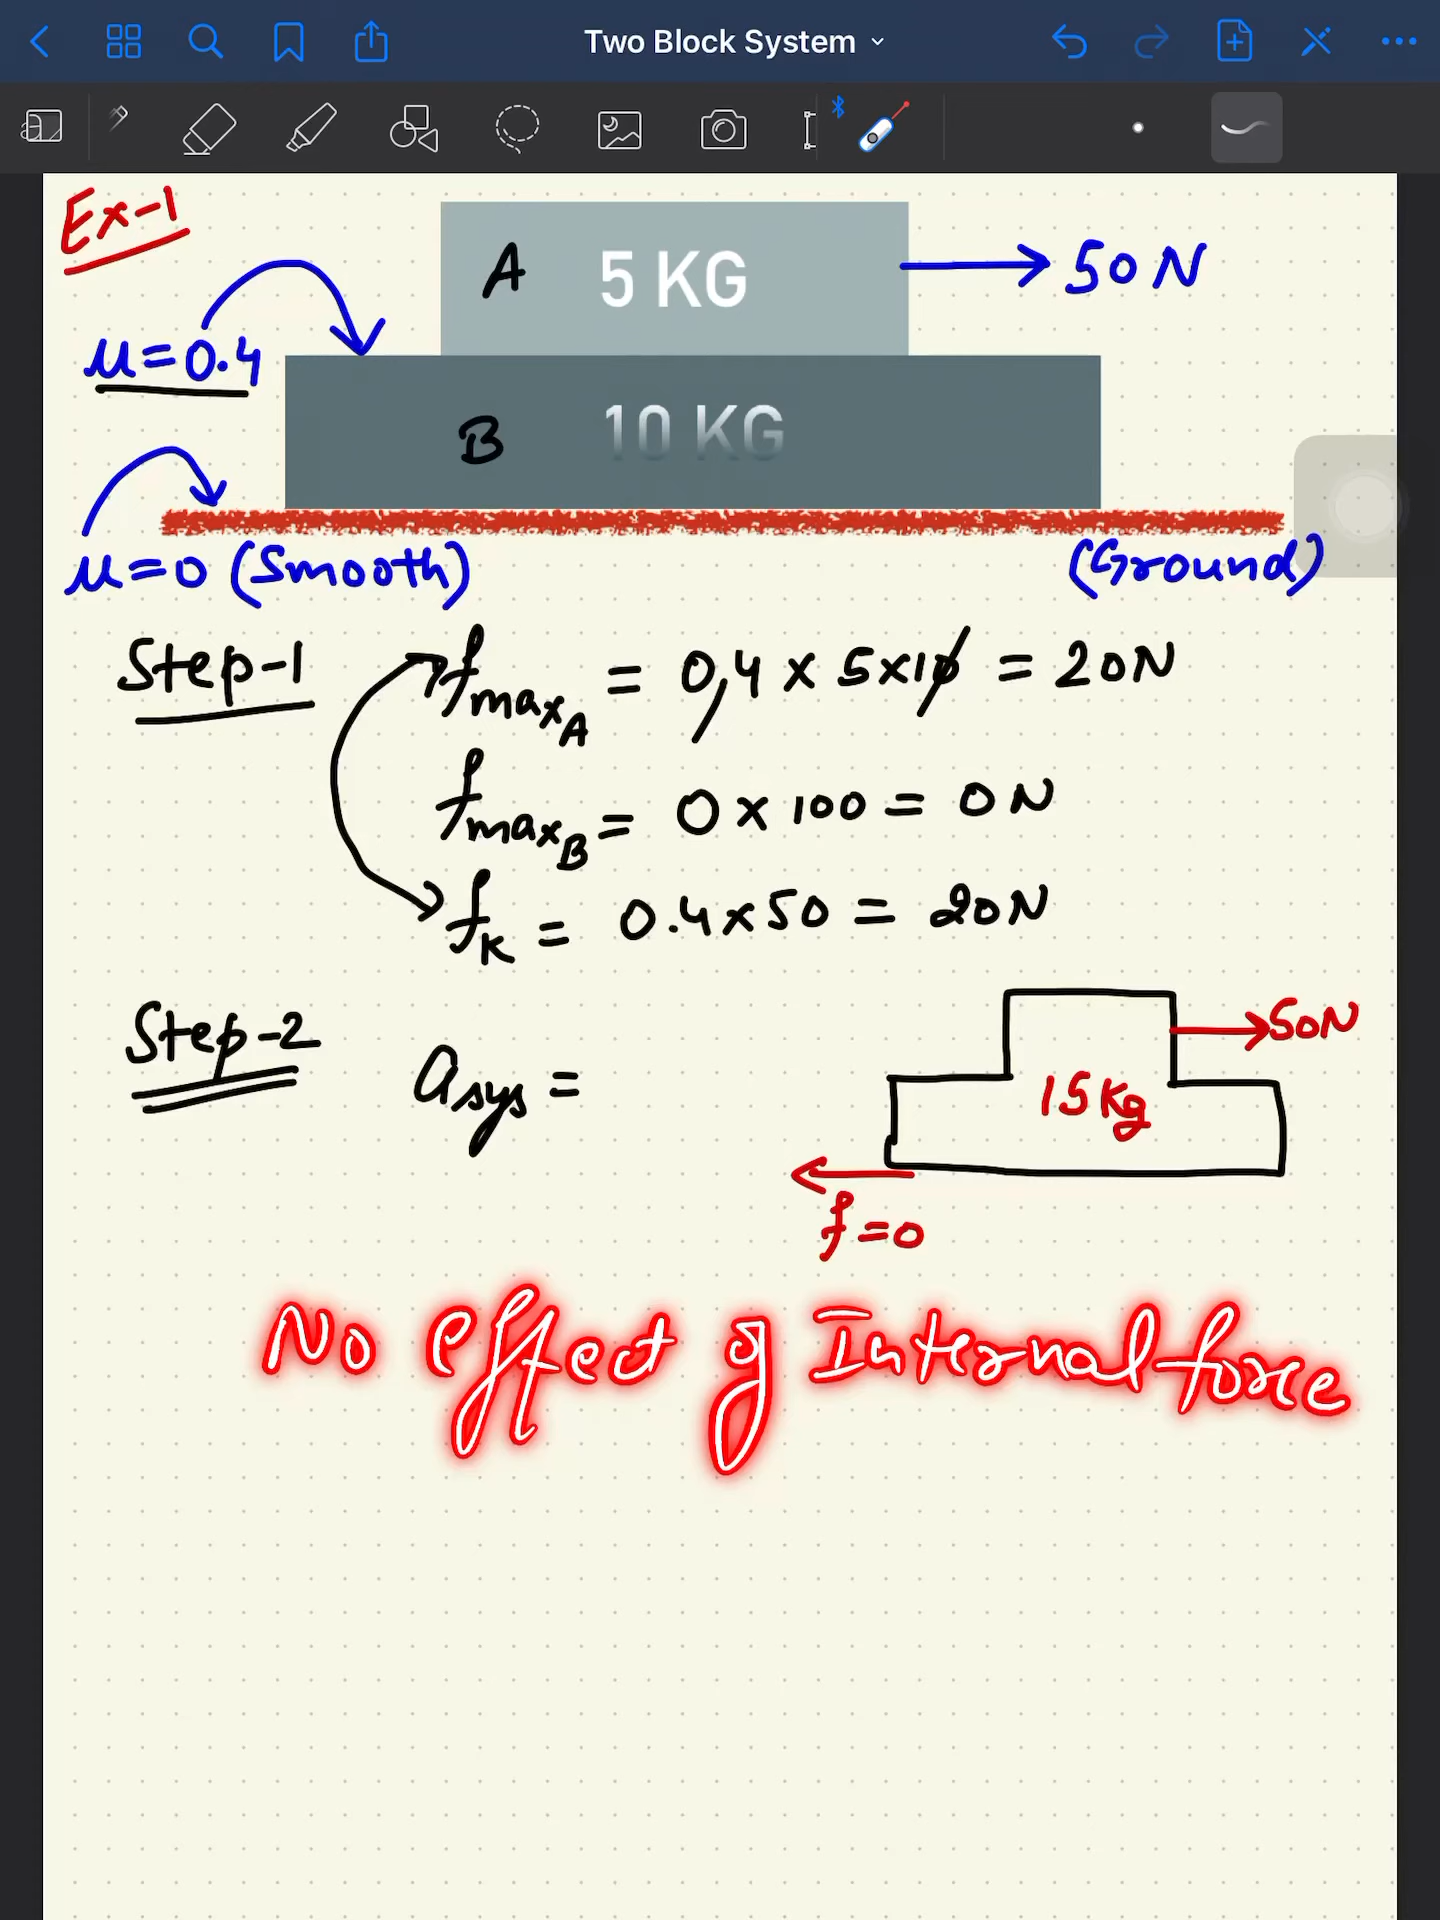 Two Block System
Ex-1
A 5 KG → 50 N
μ=0.4
B 10 KG
μ=0 (Smooth) (Ground)
Step-1 fmaxA = 0.4 × 5×10 = 20N
fmaxB = 0 × 100 = 0 N
fK = 0.4×50 = 20N
Step-2 asys =
50N
15Kg
f=0
No effect of Internal force